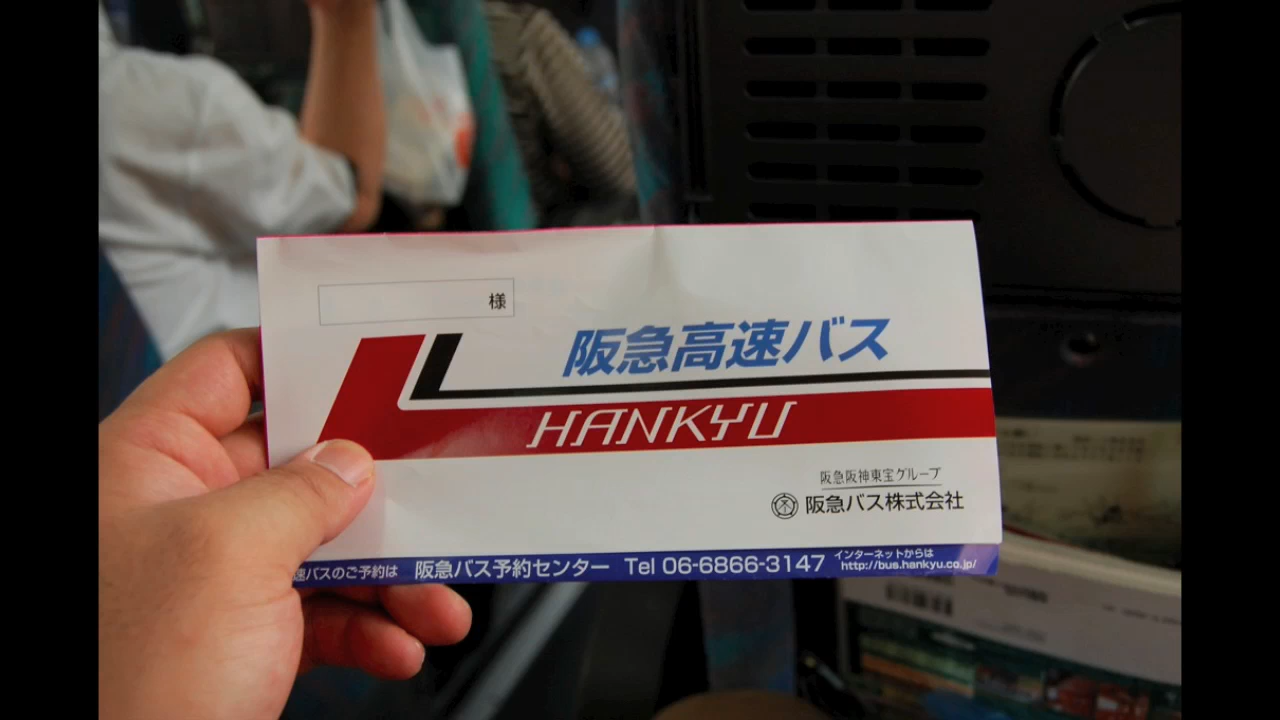 様
阪急高速バス
HANKYU
阪急阪神東宝グループ
阪急バス株式会社
速バスのご予約は 阪急バス予約センター Tel 06-6866-3147 インターネットからは
http://bus.hankyu.co.jp/